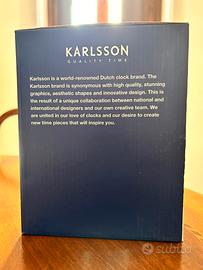 KARLSSON
QUALITY TIME
Karlsson is a world-renowned Dutch clock brand. The
Karlsson brand is synonymous with high quality, stunning
graphics, aesthetic shapes and innovative design. This is
the result of a unique collaboration between national and
international designers and our own creative team. We
are united in our love of clocks and our desire to create
new time pieces that will inspire you.
subito